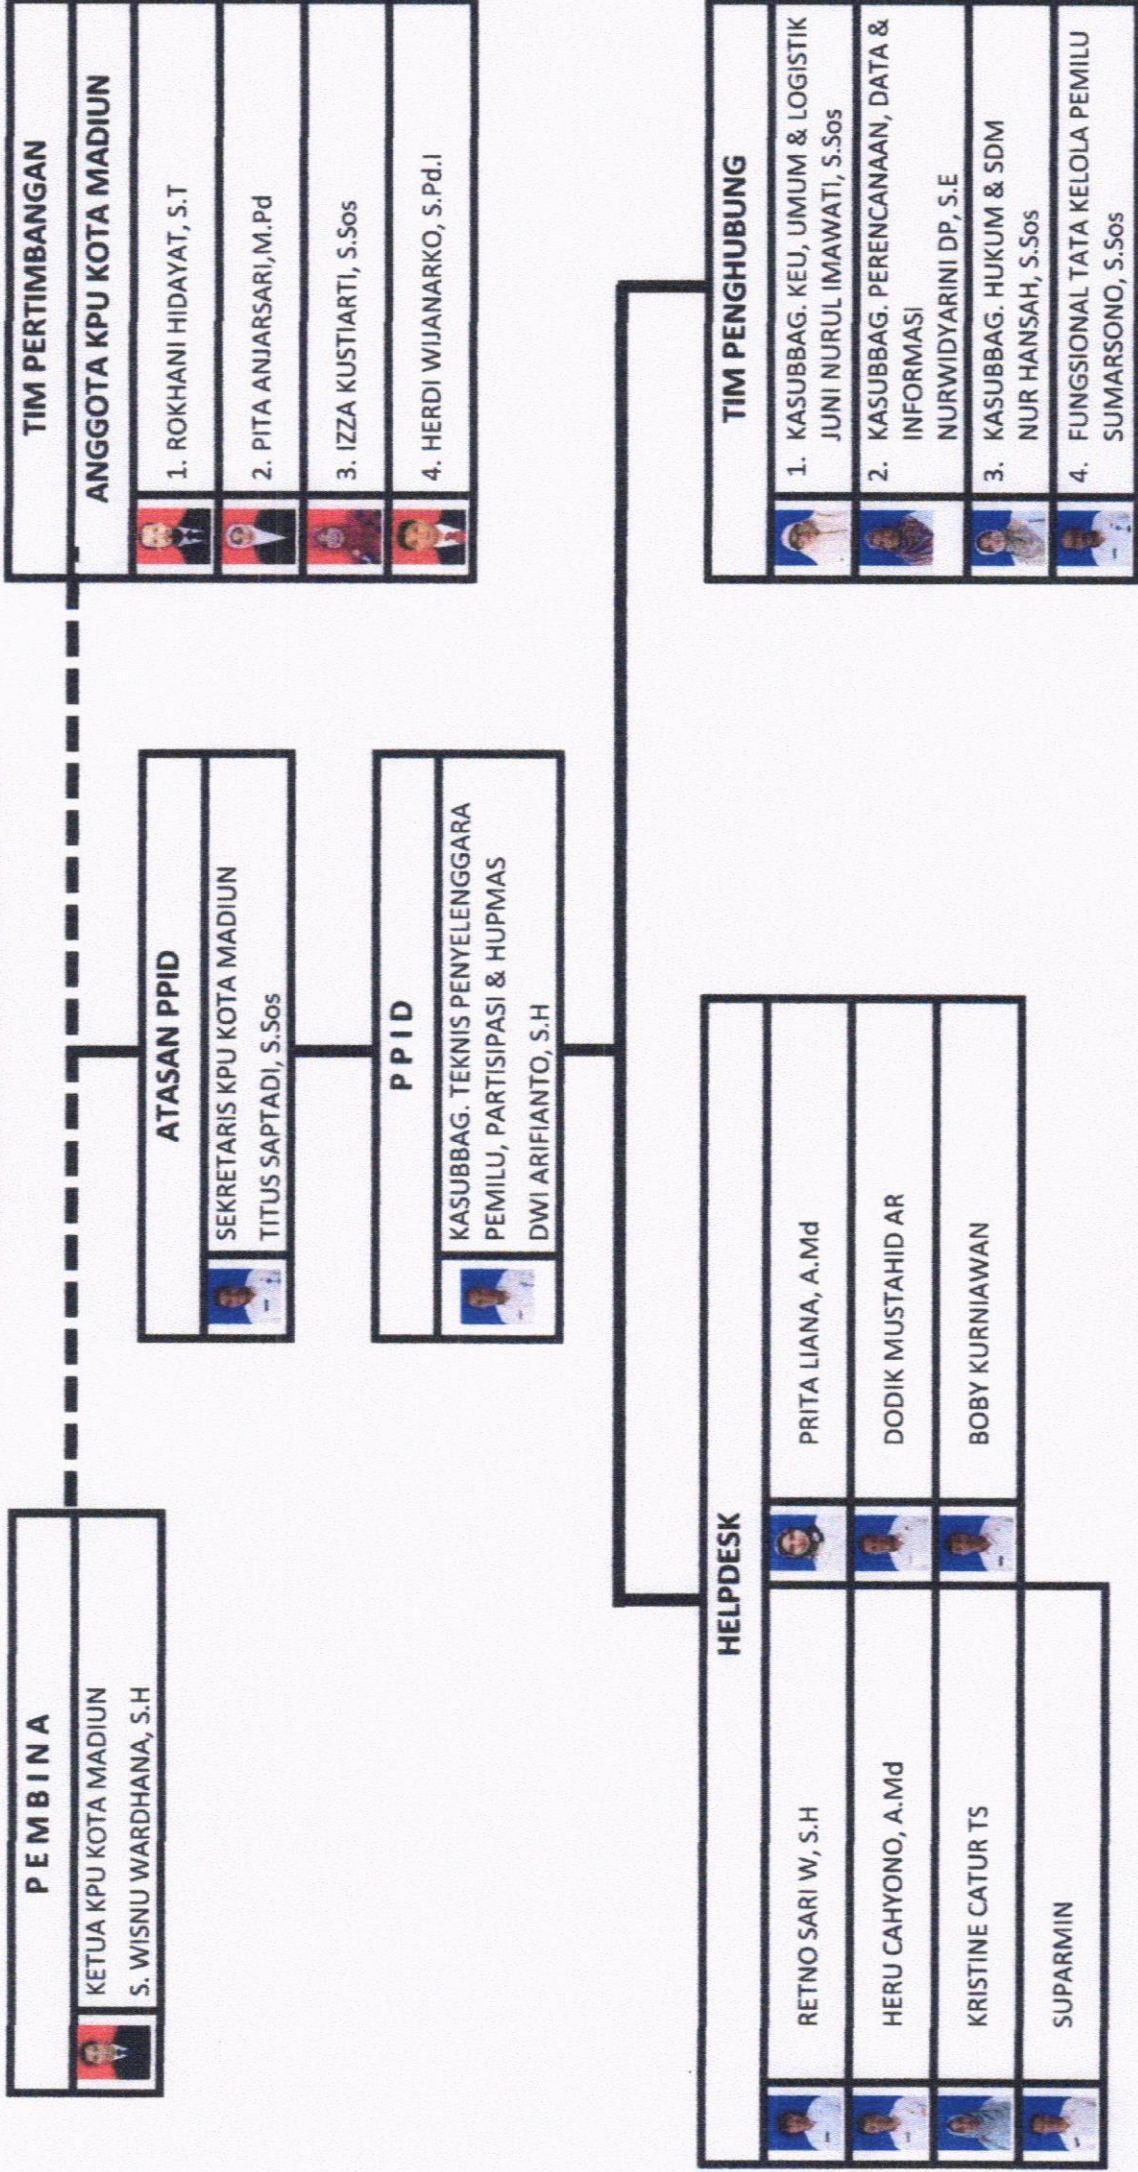 PEMBINA
KETUA KPU KOTA MADIUN
S. WISNU WARDHANA, S.H
TIM PERTIMBANGAN
ANGGOTA KPU KOTA MADIUN
1. ROKHANI HIDAYAT, S.T
2. PITA ANJARSARI,M.Pd
3. IZZA KUSTIARTI, S.Sos
4. HERDI WIJANARKO, S.Pd.I
ATASAN PPID
SEKRETARIS KPU KOTA MADIUN
TITUS SAPTADI, S.Sos
PPID
KASUBBAG. TEKNIS PENYELENGGARA
PEMILU, PARTISIPASI & HUPMAS
DWI ARIFIANTO, S.H
HELPDESK
RETNO SARI W, S.H
PRITA LIANA, A.Md
HERU CAHYONO, A.Md
DODIK MUSTAHID AR
KRISTINE CATUR TS
BOBY KURNIAWAN
SUPARMIN
TIM PENGHUBUNG
1. KASUBBAG. KEU, UMUM & LOGISTIK
JUNI NURUL IMAWATI, S.Sos
2. KASUBBAG. PERENCANAAN, DATA &
INFORMASI
NURWIDYARINI DP, S.E
3. KASUBBAG. HUKUM & SDM
NUR HANSAH, S.Sos
4. FUNGSIONAL TATA KELOLA PEMILU
SUMARSONO, S.Sos